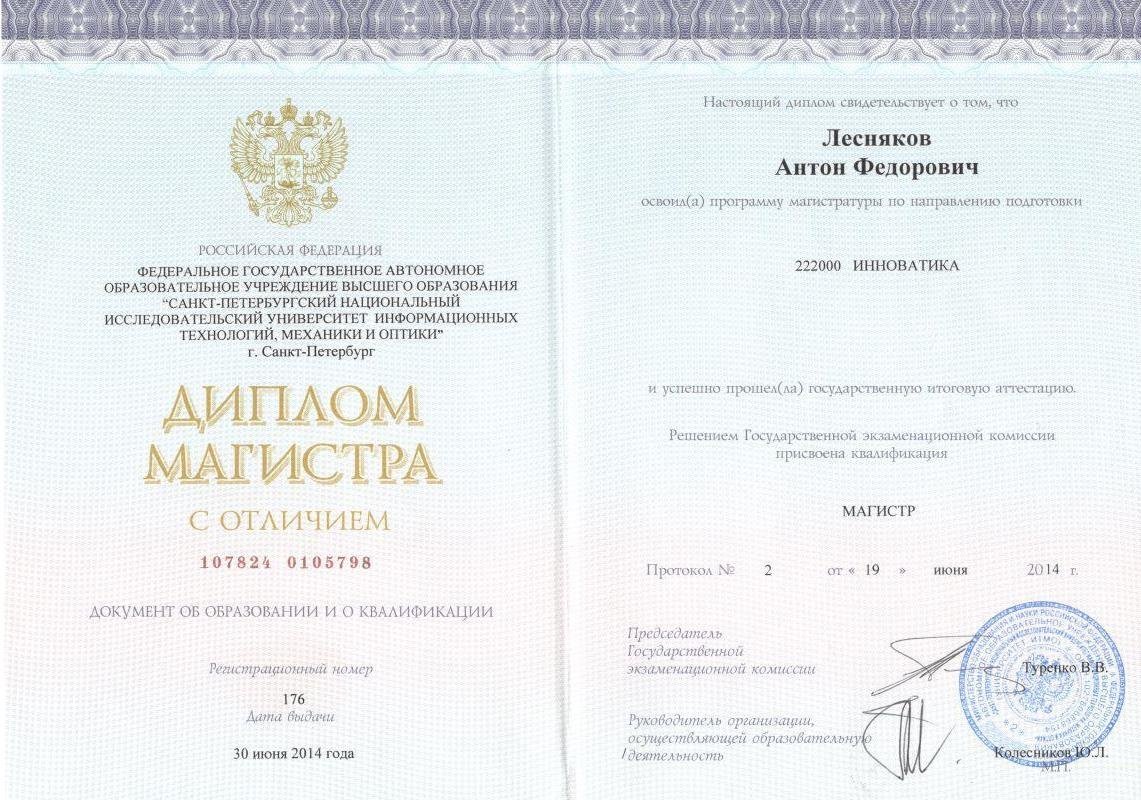 РОССИЙСКАЯ ФЕДЕРАЦИЯ
ФЕДЕРАЛЬНОЕ ГОСУДАРСТВЕННОЕ АВТОНОМНОЕ
ОБРАЗОВАТЕЛЬНОЕ УЧРЕЖДЕНИЕ ВЫСШЕГО ОБРАЗОВАНИЯ
“САНКТ-ПЕТЕРБУРГСКИЙ НАЦИОНАЛЬНЫЙ
ИССЛЕДОВАТЕЛЬСКИЙ УНИВЕРСИТЕТ ИНФОРМАЦИОННЫХ
ТЕХНОЛОГИЙ, МЕХАНИКИ И ОПТИКИ”
г. Санкт-Петербург
ДИПЛОМ
МАГИСТРА
С ОТЛИЧИЕМ
107824 0105798
ДОКУМЕНТ ОБ ОБРАЗОВАНИИ И О КВАЛИФИКАЦИИ
Регистрационный номер
176
Дата выдачи
30 июня 2014 года
Настоящий диплом свидетельствует о том, что
Лесняков
Антон Федорович
освоил(а) программу магистратуры по направлению подготовки
222000 ИННОВАТИКА
и успешно прошел(ла) государственную итоговую аттестацию.
Решением Государственной экзаменационной комиссии
присвоена квалификация
МАГИСТР
Протокол № 2 от « 19 » июня 2014 г.
Председатель
Государственной
экзаменационной комиссии
Туренко В.В.
Руководитель организации,
осуществляющей образовательную
деятельность
Колесников Ю.Л.
М.П.